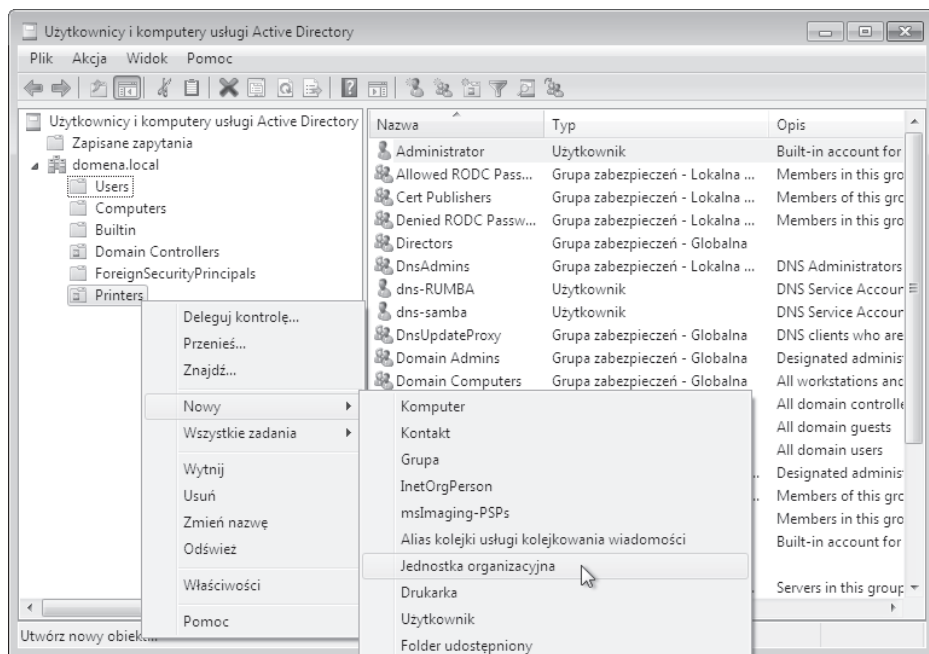 Użytkownicy i komputery usługi Active Directory
Plik Akcja Widok Pomoc
Użytkownicy i komputery usługi Active Directory
Zapisane zapytania
domena.local
Users
Computers
Builtin
Domain Controllers
ForeignSecurityPrincipals
Printers
Nazwa Typ Opis
Administrator Użytkownik Built-in account for
Allowed RODC Pass... Grupa zabezpieczeń - Lokalna ... Members in this gro
Cert Publishers Grupa zabezpieczeń - Lokalna ... Members of this grc
Denied RODC Passw... Grupa zabezpieczeń - Lokalna ... Members in this gro
Directors Grupa zabezpieczeń - Globalna
DnsAdmins Grupa zabezpieczeń - Lokalna ... DNS Administrators
dns-RUMBA Użytkownik DNS Service Accour
dns-samba Użytkownik DNS Service Accour
DnsUpdateProxy Grupa zabezpieczeń - Globalna DNS clients who are
Domain Admins Grupa zabezpieczeń - Globalna Designated adminis
Domain Computers Grupa zabezpieczeń - Globalna All workstations anc
All domain controlle
All domain guests
All domain users
Designated adminis
Members of this grc
Members in this gro
Built-in account for
Servers in this group
Deleguj kontrolę...
Przenieś...
Znajdź...
Nowy
Wszystkie zadania
Wytnij
Usuń
Zmień nazwę
Odśwież
Właściwości
Pomoc
Komputer
Kontakt
Grupa
InetOrgPerson
msImaging-PSPs
Alias kolejki usługi kolejkowania wiadomości
Jednostka organizacyjna
Drukarka
Użytkownik
Folder udostępniony
Utwórz nowy obiekt...